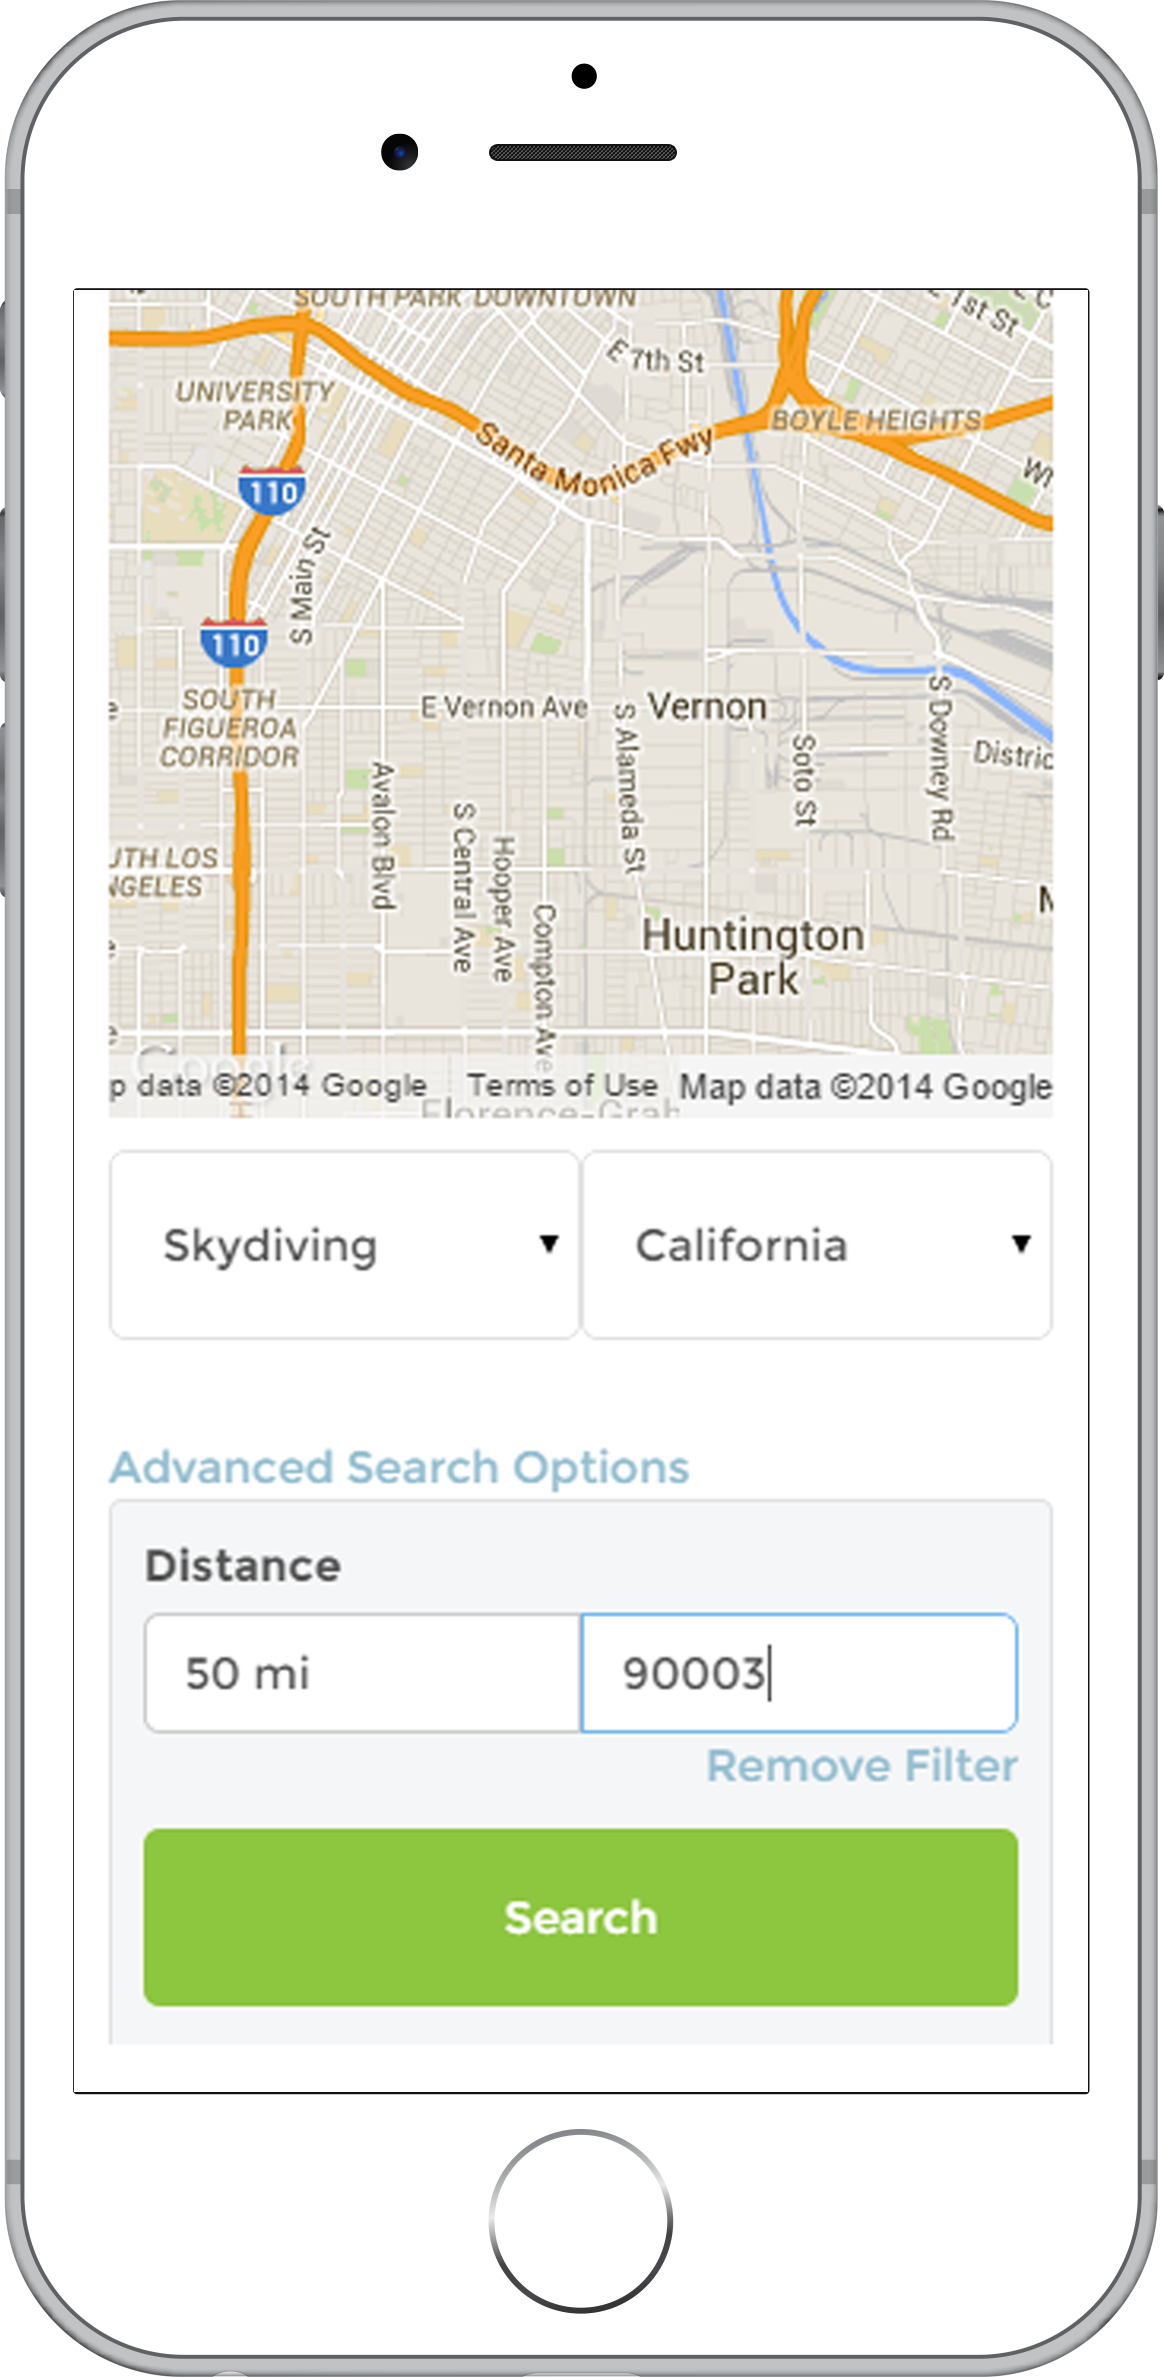 SOUTH PARK DOWNTOWN
E 7th St
E 1st St
UNIVERSITY
PARK
BOYLE HEIGHTS
Santa Monica Fwy
110
S Main St
110
SOUTH
FIGUEROA
CORRIDOR
E Vernon Ave
Vernon
S Alameda St
Soto St
S Downey Rd
Distric
Avalon Blvd
S Central Ave
Hooper Ave
Compton Ave
UTH LOS
NGELES
Huntington
Park
Google
p data ©2014 Google
Terms of Use
Map data ©2014 Google
Florence-Grah
Skydiving
California
Advanced Search Options
Distance
50 mi
90003
Remove Filter
Search